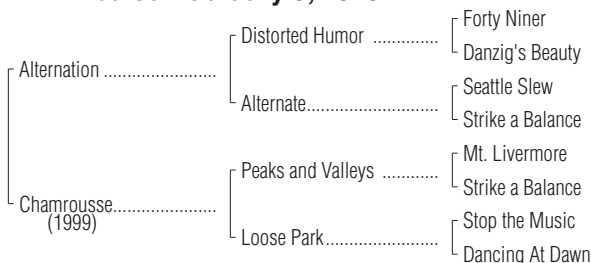 Forty Niner
Distorted Humor ..............
Danzig's Beauty
Alternation .......................
Seattle Slew
Alternate...........................
Strike a Balance
Mt. Livermore
Peaks and Valleys ............
Strike a Balance
Chamrousse.....................
(1999)
Stop the Music
Loose Park.......................
Dancing At Dawn